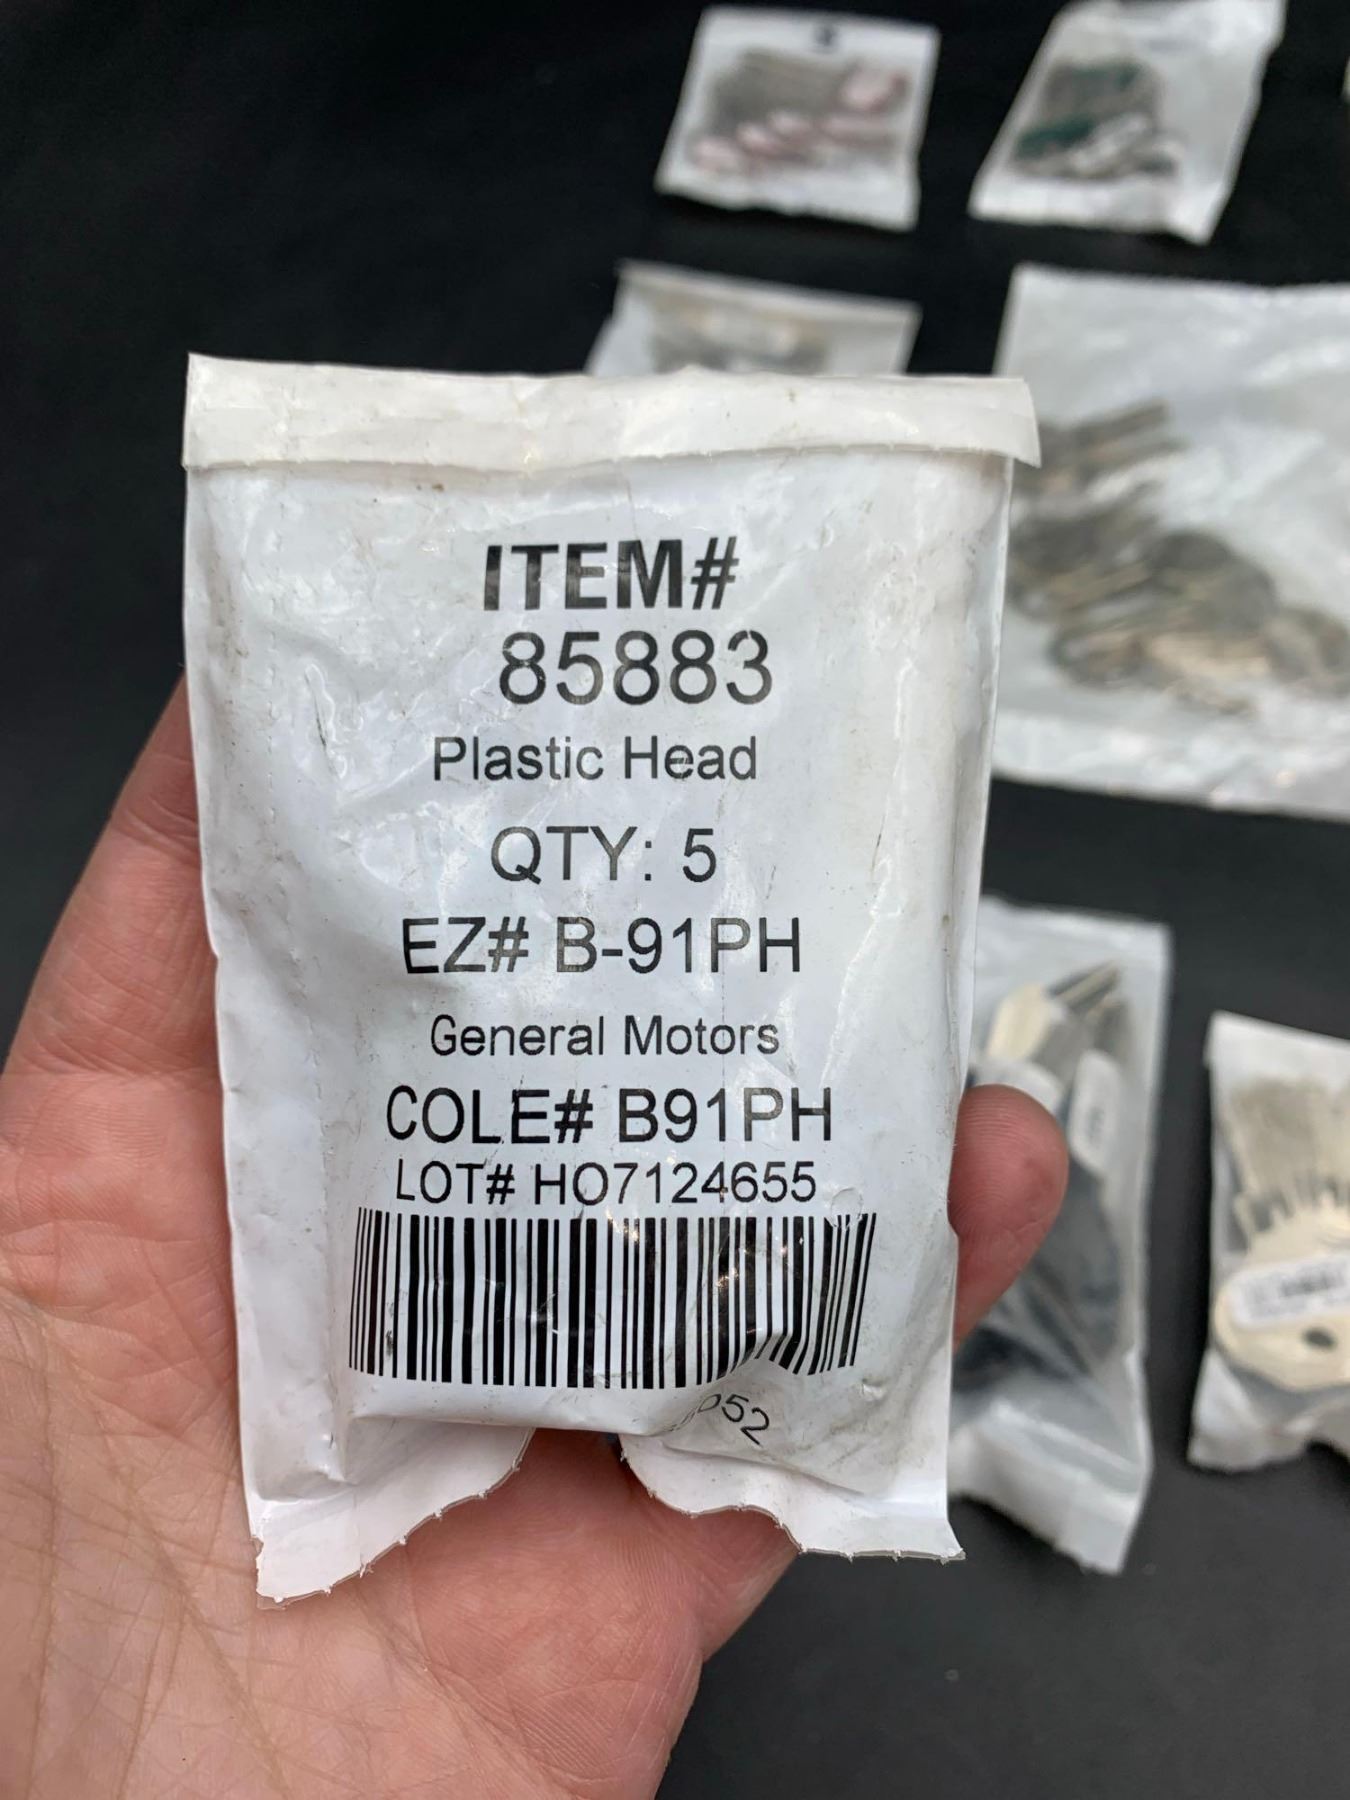 ITEM#
85883
Plastic Head
QTY: 5
EZ# B-91PH
General Motors
COLE# B91PH
LOT# HO7124655